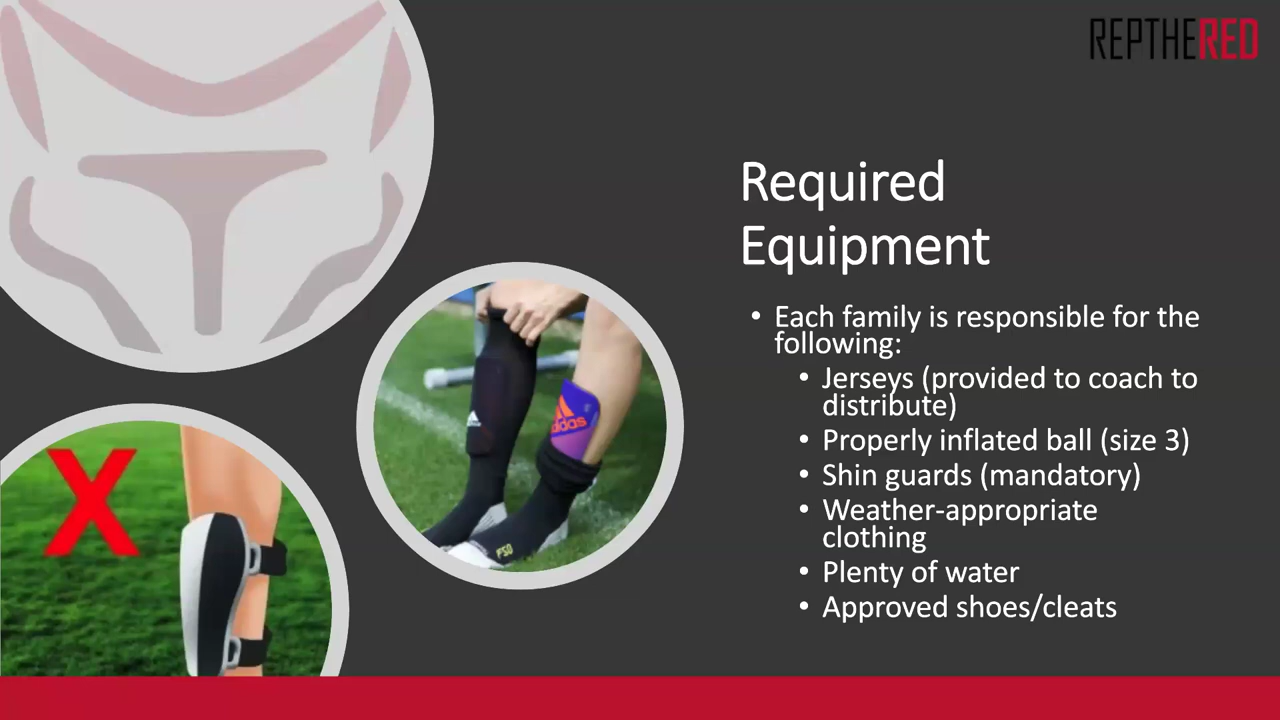 REPTHERED
Required
Equipment
• Each family is responsible for the
following:
• Jerseys (provided to coach to
distribute)
• Properly inflated ball (size 3)
• Shin guards (mandatory)
• Weather-appropriate
clothing
• Plenty of water
• Approved shoes/cleats
adidas
X